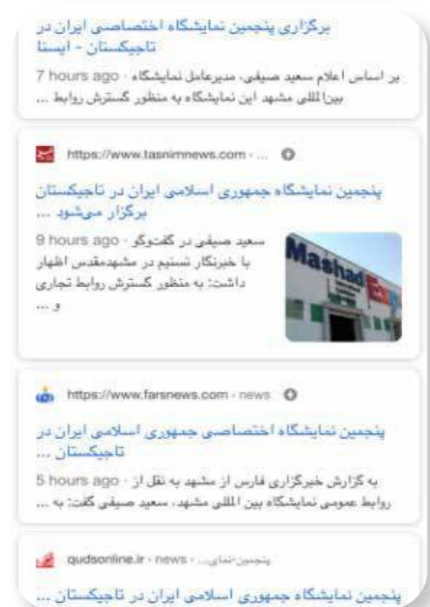 برگزاری پنجمین نمایشگاه اختصاصی ایران در
تاجیکستان - ایسنا
7 hours ago · بر اساس اعلام سعید صیفی، مدیرعامل نمایشگاه
بین‌المللی مشهد این نمایشگاه به منظور گسترش روابط ...
https://www.tasnimnews.com › ...
پنجمین نمایشگاه جمهوری اسلامی ایران در تاجیکستان
برگزار می‌شود ...
9 hours ago · سعید صیفی در گفت‌وگو
با خبرنگار تسنیم در مشهدمقدس اظهار
داشت: به منظور گسترش روابط تجاری
و ...
Mashad
https://www.farsnews.com › news
پنجمین نمایشگاه اختصاصی جمهوری اسلامی ایران در
تاجیکستان ...
5 hours ago · به گزارش خبرگزاری فارس از مشهد به نقل از
روابط عمومی نمایشگاه بین المللی مشهد، سعید صیفی گفت: به ...
qudsonline.ir › news › ...پنجمین-نمای
پنجمین نمایشگاه جمهوری اسلامی ایران در تاجیکستان ...